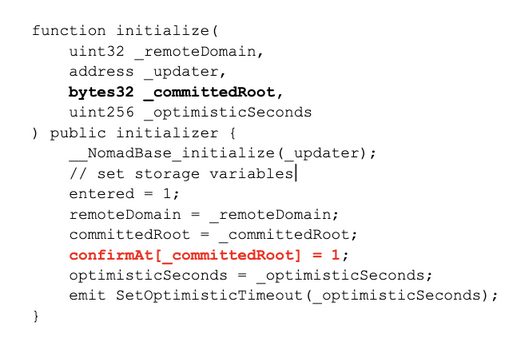 function initialize(
    uint32 _remoteDomain,
    address _updater,
    bytes32 _committedRoot,
    uint256 _optimisticSeconds
) public initializer {
    __NomadBase_initialize(_updater);
    // set storage variables
    entered = 1;
    remoteDomain = _remoteDomain;
    committedRoot = _committedRoot;
    confirmAt[_committedRoot] = 1;
    optimisticSeconds = _optimisticSeconds;
    emit SetOptimisticTimeout(_optimisticSeconds);
}